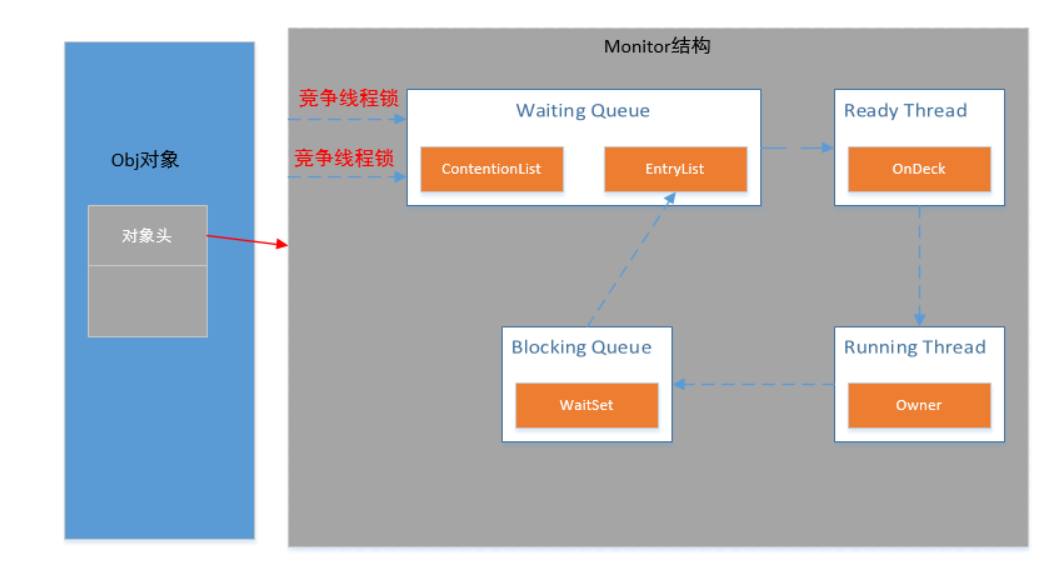 Monitor结构
Obj对象
对象头
竞争线程锁
竞争线程锁
Waiting Queue
ContentionList
EntryList
Ready Thread
OnDeck
Blocking Queue
WaitSet
Running Thread
Owner